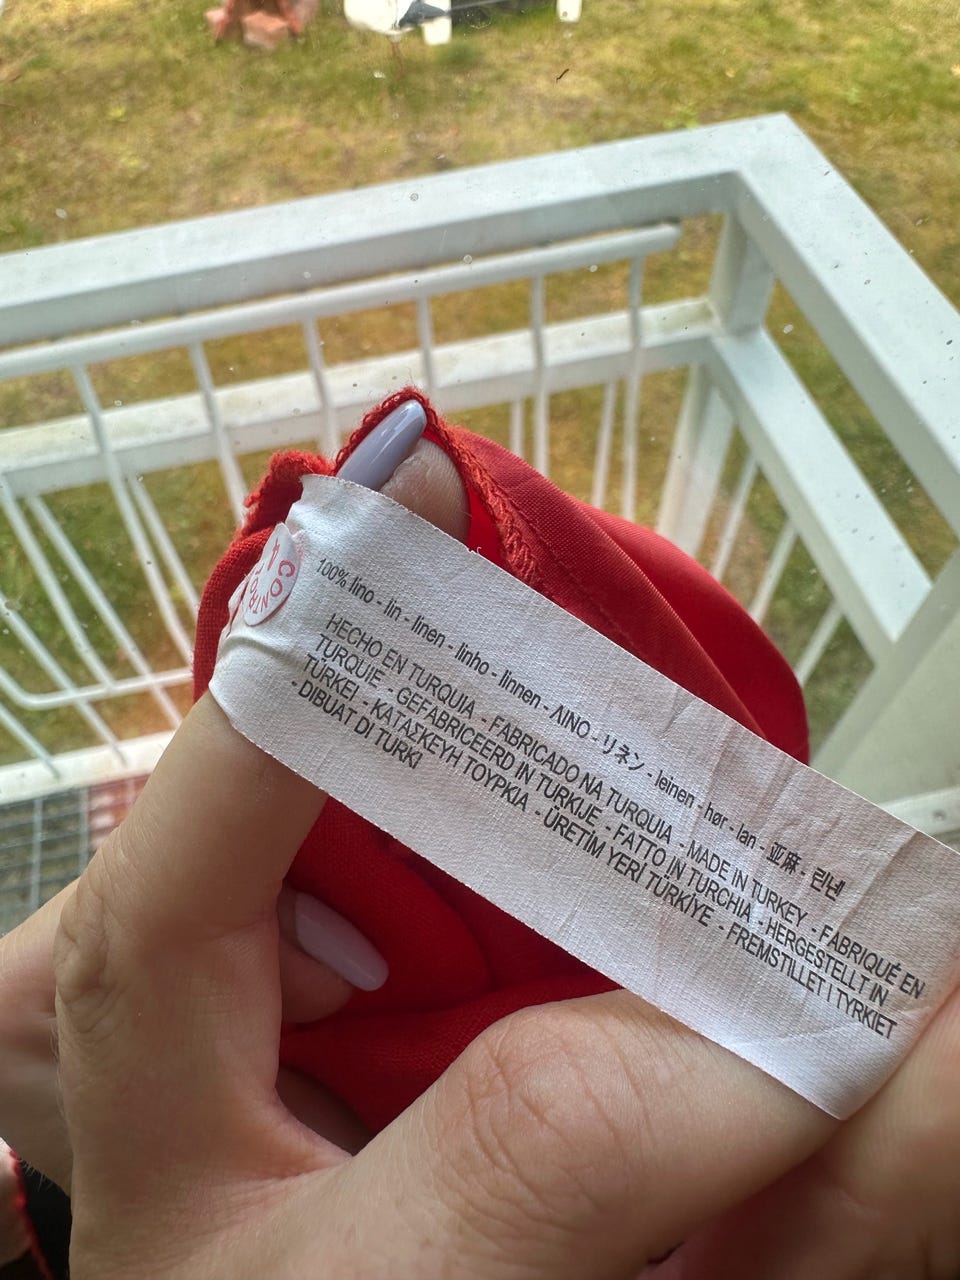 CONTR
100% lino - lin - linen - linho - linnen - ΛΙΝΟ - リネン - leinen - hør - lan - 亚麻 - 린넨
HECHO EN TURQUIA - FABRICADO NA TURQUIA - MADE IN TURKEY - FABRIQUÉ EN
TURQUIE - GEFABRICEERD IN TURKIJE - FATTO IN TURCHIA - HERGESTELLT IN
TÜRKEI - ΚΑΤΑΣΚΕΥΗ ΤΟΥΡΚΙΑ - ÜRETİM YERİ TÜRKİYE - FREMSTILLET I TYRKIET
- DIBUAT DI TURKI